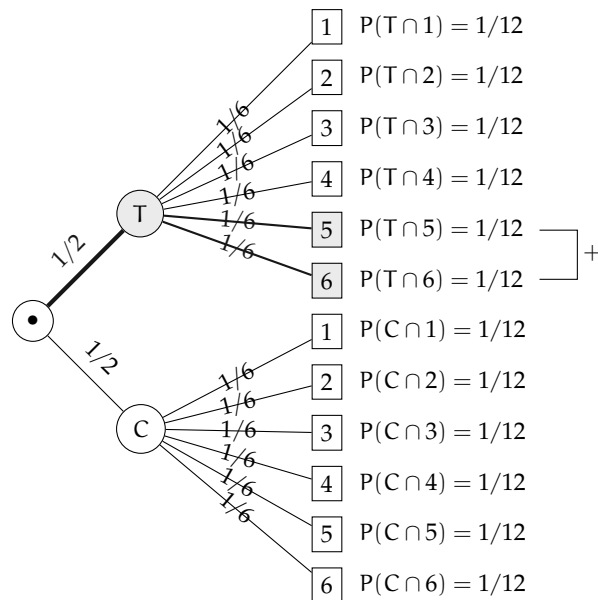 1 P(T ∩ 1) = 1/12
2 P(T ∩ 2) = 1/12
3 P(T ∩ 3) = 1/12
4 P(T ∩ 4) = 1/12
5 P(T ∩ 5) = 1/12
6 P(T ∩ 6) = 1/12
+
1/6
1/6
1/6
1/6
1/6
1/6
T
1/2
1/2
C
1/6
1/6
1/6
1/6
1/6
1/6
1 P(C ∩ 1) = 1/12
2 P(C ∩ 2) = 1/12
3 P(C ∩ 3) = 1/12
4 P(C ∩ 4) = 1/12
5 P(C ∩ 5) = 1/12
6 P(C ∩ 6) = 1/12